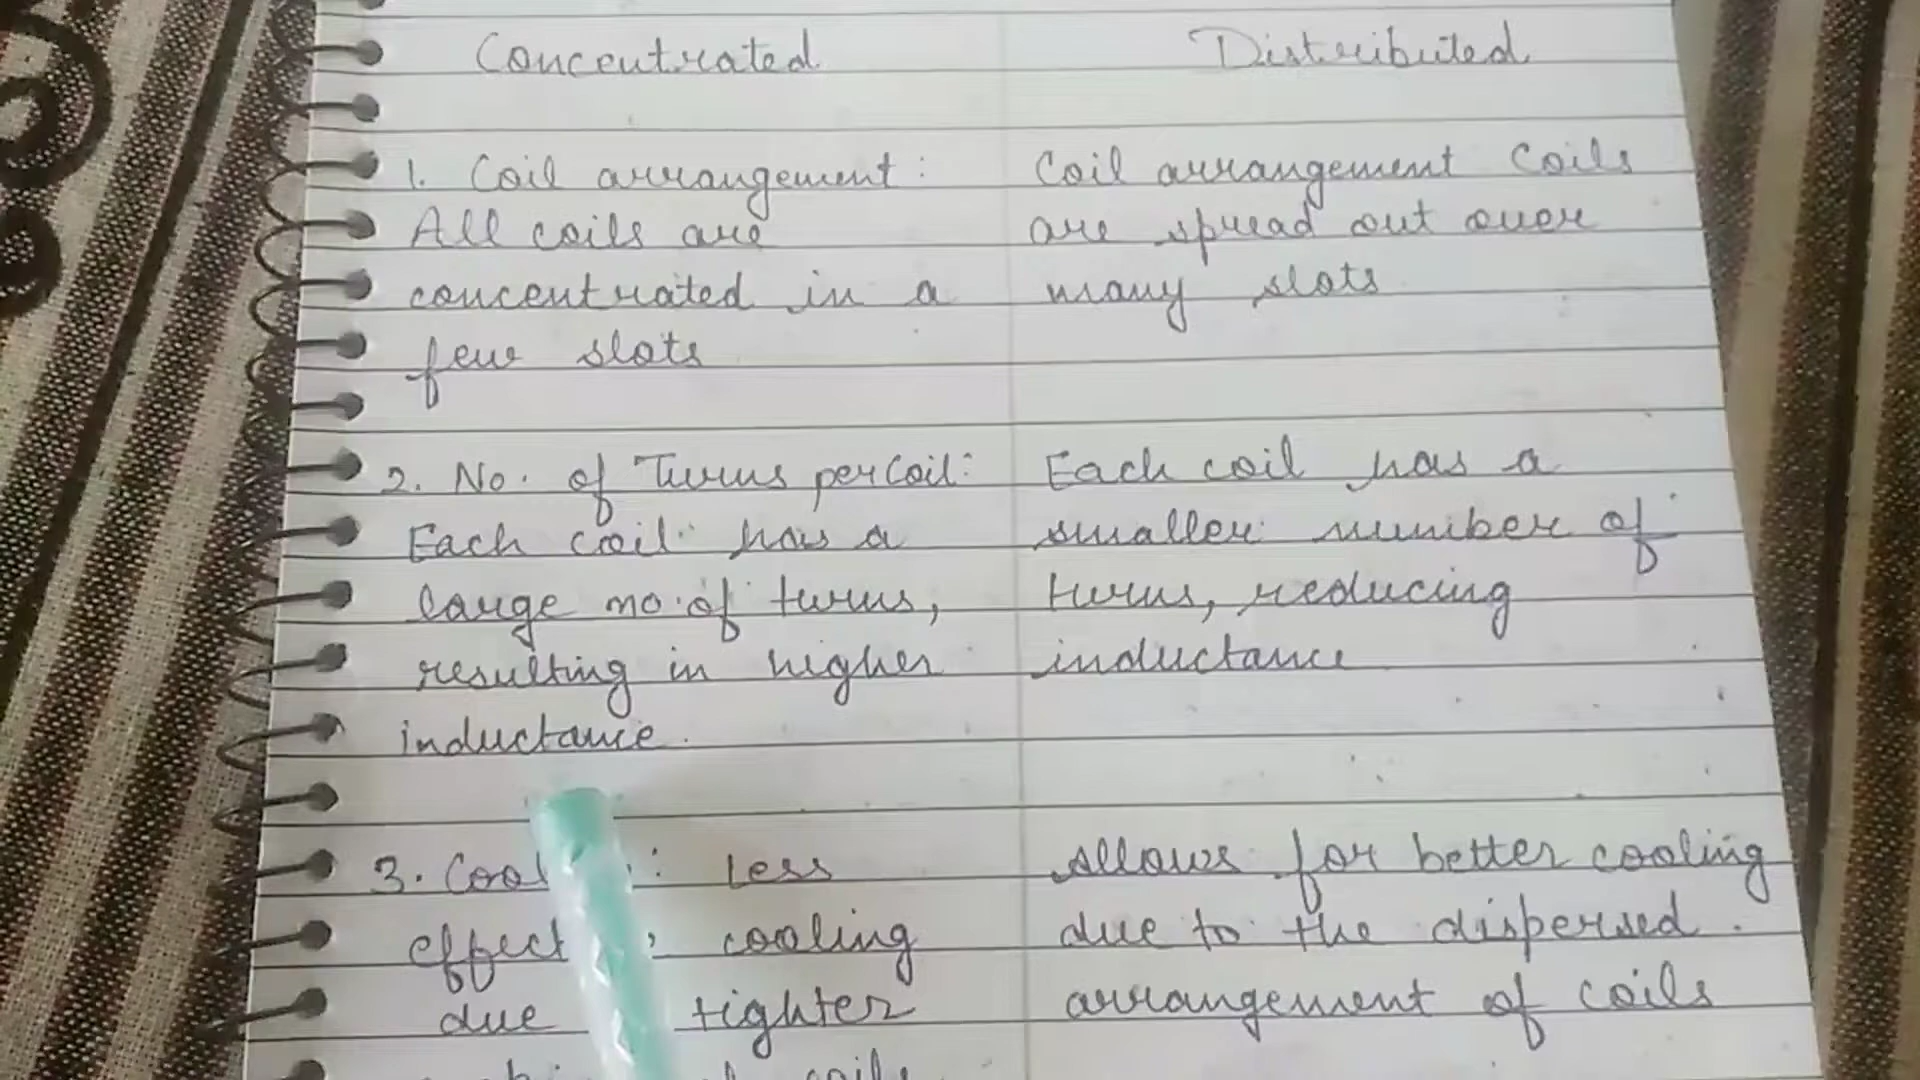 Concentrated
1. Coil arrangement:
All coils are
concentrated in a
few slots
2. No. of Turns per Coil:
Each coil has a
large no. of turns,
resulting in higher
inductance.
3. Less
cooling
due tighter
coils
Distributed
Coil arrangement Coils
are spread out over
many slots
Each coil has a
smaller number of
turns, reducing
inductance
Allows for better cooling
due to the dispersed
arrangement of coils